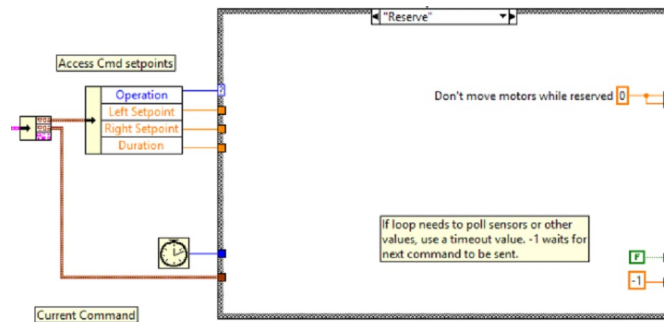 "Reserve"
Access Cmd setpoints
Operation
Left Setpoint
Right Setpoint
Duration
?
Don't move motors while reserved 0
If loop needs to poll sensors or other
values, use a timeout value. -1 waits for
next command to be sent.
F
-1
Current Command